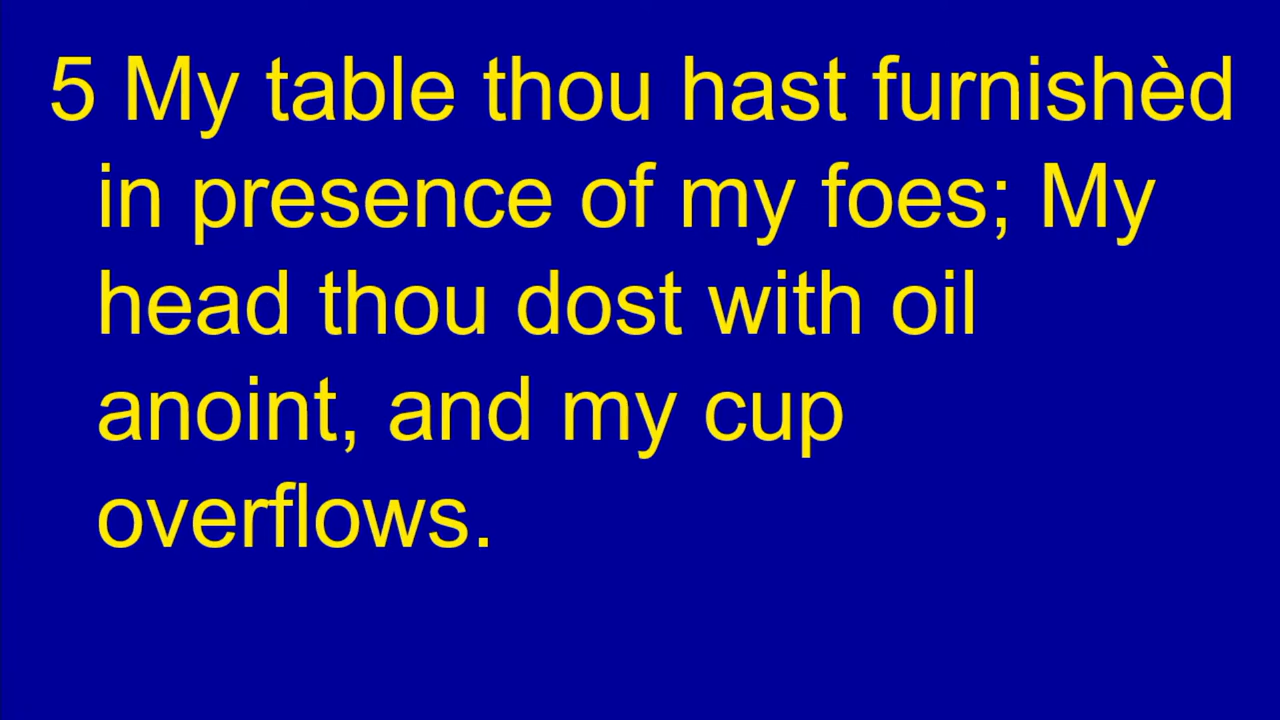 5 My table thou hast furnishèd
in presence of my foes; My
head thou dost with oil
anoint, and my cup
overflows.